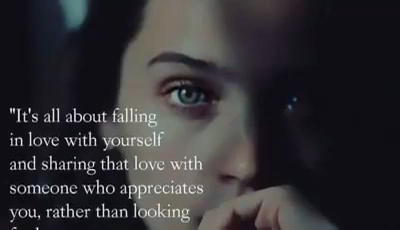 "It's all about falling
in love with yourself
and sharing that love with
someone who appreciates
you, rather than looking